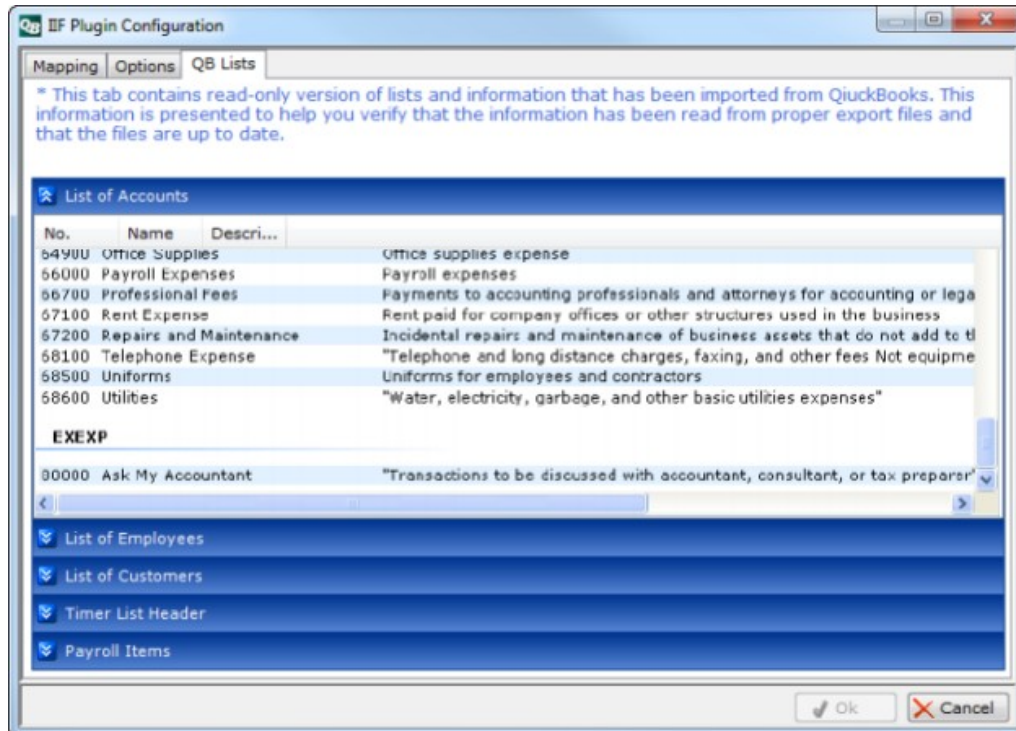 QB IIF Plugin Configuration
Mapping Options QB Lists
* This tab contains read-only version of lists and information that has been imported from QiuckBooks. This
information is presented to help you verify that the information has been read from proper export files and
that the files are up to date.
List of Accounts
No. Name Descri...
64900 Office Supplies Office supplies expense
66000 Payroll Expenses Payroll expenses
66700 Professional Fees Payments to accounting professionals and attorneys for accounting or lega
67100 Rent Expense Rent paid for company offices or other structures used in the business
67200 Repairs and Maintenance Incidental repairs and maintenance of business assets that do not add to tl
68100 Telephone Expense "Telephone and long distance charges, faxing, and other fees Not equipme
68500 Uniforms Uniforms for employees and contractors
68600 Utilities "Water, electricity, garbage, and other basic utilities expenses"
EXEXP
80000 Ask My Accountant "Transactions to be discussed with accountant, consultant, or tax preparer"
List of Employees
List of Customers
Timer List Header
Payroll Items
Ok Cancel